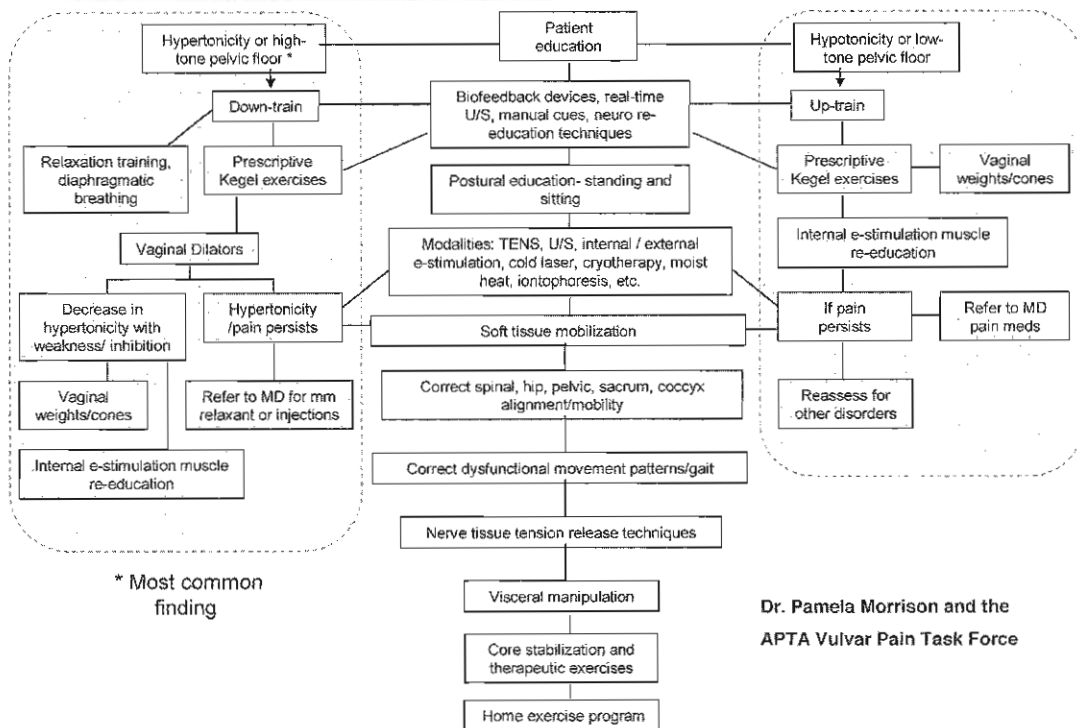 Patient
education
Hypertonicity or high-
tone pelvic floor *
Hypotonicity or low-
tone pelvic floor
Down-train
Biofeedback devices, real-time
U/S, manual cues, neuro re-
education techniques
Up-train
Relaxation training,
diaphragmatic
breathing
Prescriptive
Kegel exercises
Prescriptive
Kegel exercises
Vaginal
weights/cones
Postural education- standing and
sitting
Vaginal Dilators
Modalities: TENS, U/S, internal / external
e-stimulation, cold laser, cryotherapy, moist
heat, iontophoresis, etc.
Internal e-stimulation muscle
re-education
Decrease in
hypertonicity with
weakness/ inhibition
Hypertonicity
/pain persists
Soft tissue mobilization
If pain
persists
Refer to MD
pain meds
Vaginal
weights/cones
Refer to MD for mm
relaxant or injections
Correct spinal, hip, pelvic, sacrum, coccyx
alignment/mobility
Reassess for
other disorders
Internal e-stimulation muscle
re-education
Correct dysfunctional movement patterns/gait
Nerve tissue tension release techniques
* Most common
finding
Visceral manipulation
Dr. Pamela Morrison and the
APTA Vulvar Pain Task Force
Core stabilization and
therapeutic exercises
Home exercise program